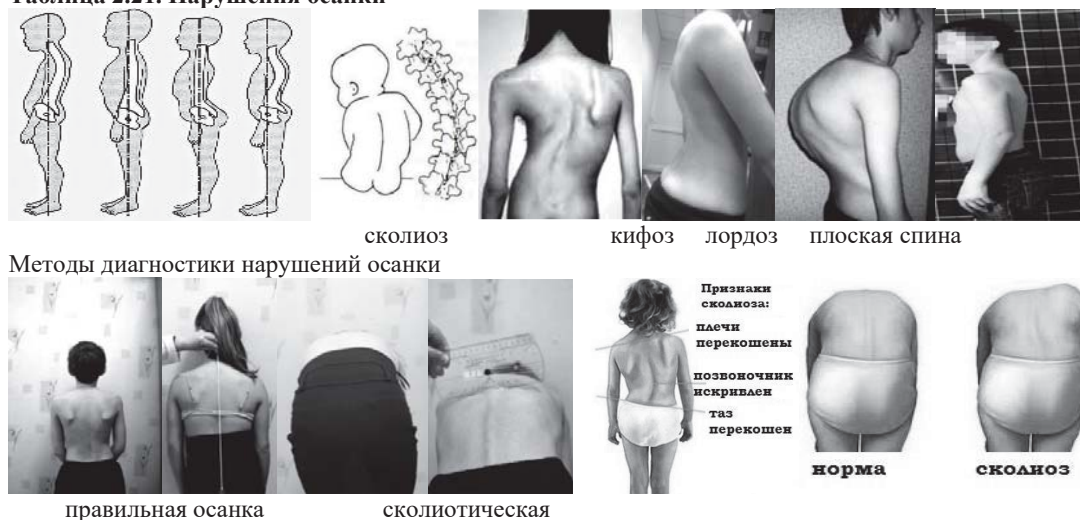 Таблица 2.21. Нарушения осанки
сколиоз кифоз лордоз плоская спина
Методы диагностики нарушений осанки
Признаки
сколиоза:
плечи
перекошены
позвоночник
искривлен
таз
перекошен
норма сколиоз
правильная осанка сколиотическая